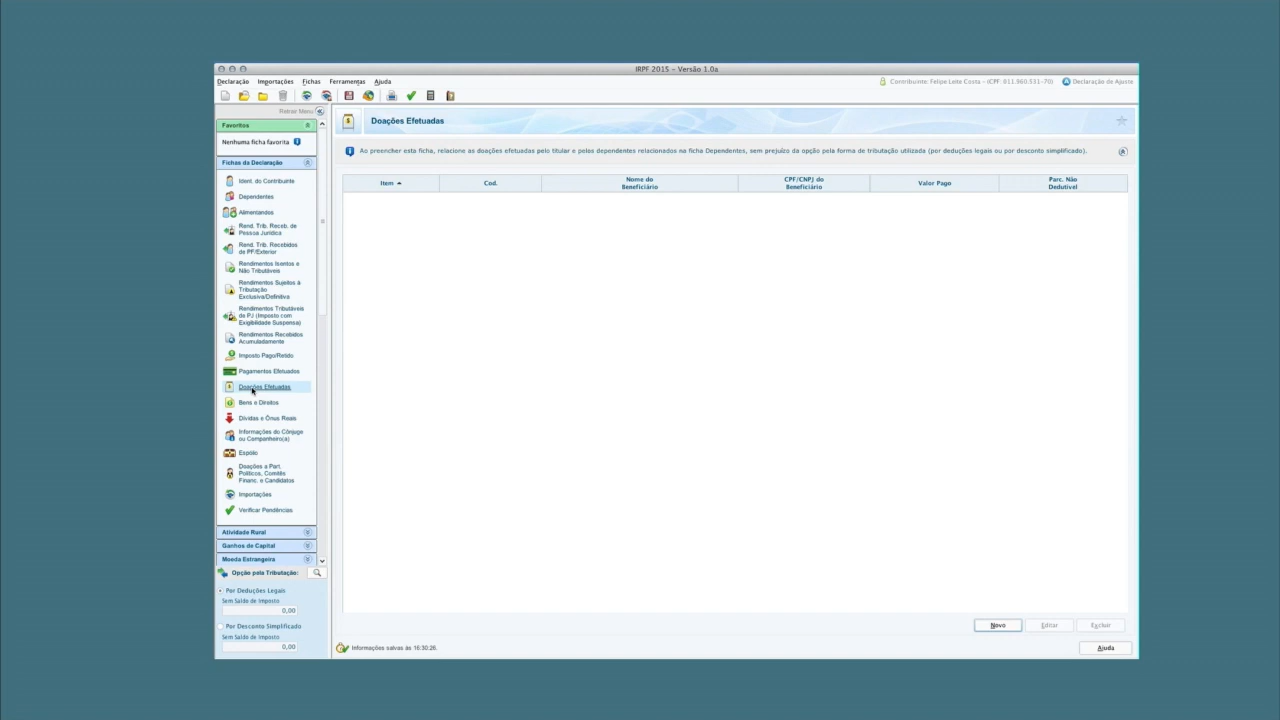 IRPF 2015 - Versão 1.0a
Declaração Importações Fichas Ferramentas Ajuda
Contribuinte: Felipe Leite Costa - (CPF: 811.960.531-70) Declaração de Ajuste
Retrair Menu
Favoritos
Nenhuma ficha favorita
Fichas da Declaração
Ident. do Contribuinte
Dependentes
Alimentandos
Rend. Trib. Receb. de
Pessoa Jurídica
Rend. Trib. Recebidos
de PF/Exterior
Rendimentos Isentos e
Não Tributáveis
Rendimentos Sujeitos à
Tributação
Exclusiva/Definitiva
Rendimentos Tributáveis
de PJ (Imposto com
Exigibilidade Suspensa)
Rendimentos Recebidos
Acumuladamente
Imposto Pago/Retido
Pagamentos Efetuados
Doações Efetuadas
Bens e Direitos
Dívidas e Ônus Reais
Informações do Cônjuge
ou Companheiro(a)
Espólio
Doações a Part.
Políticos, Comitês
Financ. e Candidatos
Importações
Verificar Pendências
Atividade Rural
Ganhos de Capital
Moeda Estrangeira
Opção pela Tributação:
Por Deduções Legais
Sem Saldo de Imposto
0,00
Por Desconto Simplificado
Sem Saldo de Imposto
0,00
Doações Efetuadas
Ao preencher esta ficha, relacione as doações efetuadas pelo titular e pelos dependentes relacionados na ficha Dependentes, sem prejuízo da opção pela forma de tributação utilizada (por deduções legais ou por desconto simplificado).
Item Cod. Nome do Beneficiário CPF/CNPJ do Beneficiário Valor Pago Parc. Não Dedutível
Novo Editar Excluir
Informações salvas às 16:30:26.
Ajuda